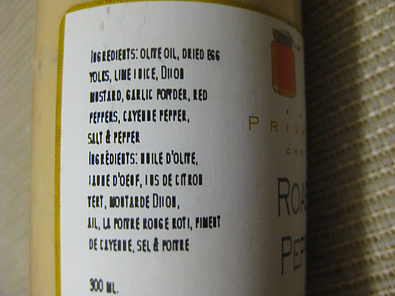 INGREDIENTS: OLIVE OIL, DRIED EGG
YOLKS, LIME JUICE, DIJON
MUSTARD, GARLIC POWDER, RED
PEPPERS, CAYENNE PEPPER,
SALT & PEPPER
INGRÉDIENTS: HUILE D'OLIVE,
JAUNE D'OEUF, JUS DE CITRON
VERT, MOUTARDE DIJON,
AIL, LA POIVRE ROUGE ROTI, PIMENT
DE CAYENNE, SEL & POIVRE
300 ML.
PRIV
CHE
ROA
PEP